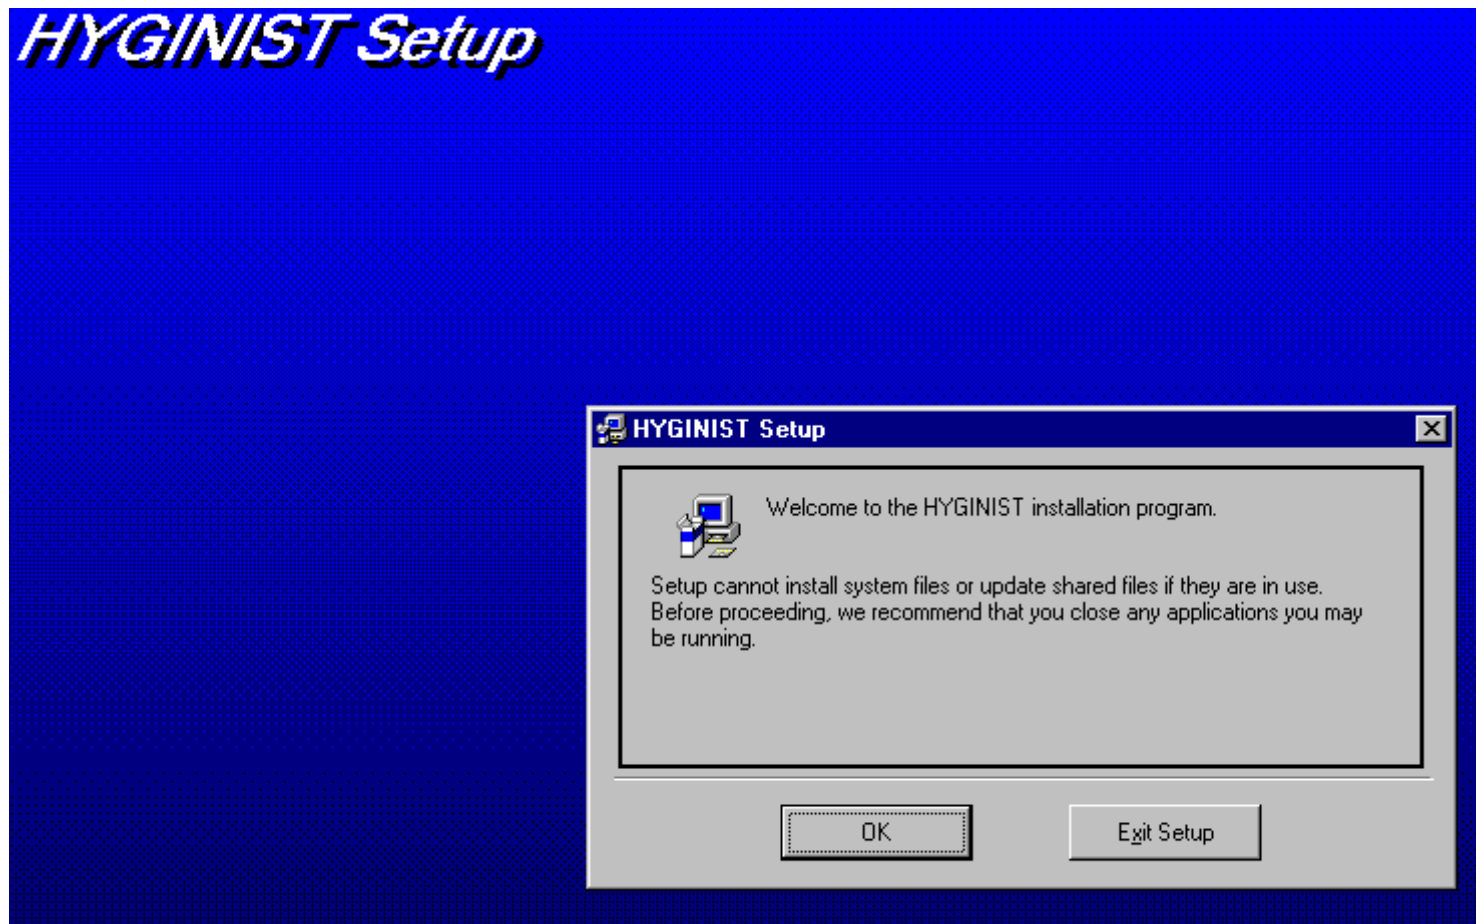 HYGINIST Setup
HYGINIST Setup
Welcome to the HYGINIST installation program.
Setup cannot install system files or update shared files if they are in use.
Before proceeding, we recommend that you close any applications you may
be running.
OK
Exit Setup